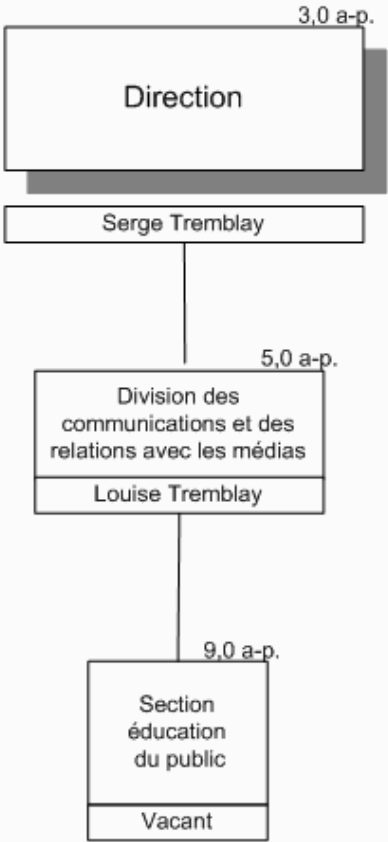 3,0 a-p.
Direction
Serge Tremblay
5,0 a-p.
Division des
communications et des
relations avec les médias
Louise Tremblay
9,0 a-p.
Section
éducation
du public
Vacant